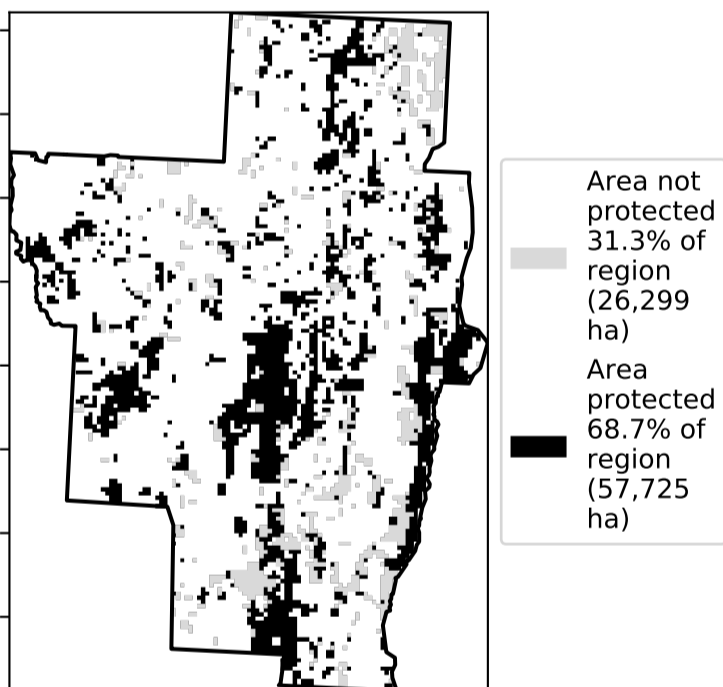 Area not
protected
31.3% of
region
(26,299
ha)
Area
protected
68.7% of
region
(57,725
ha)